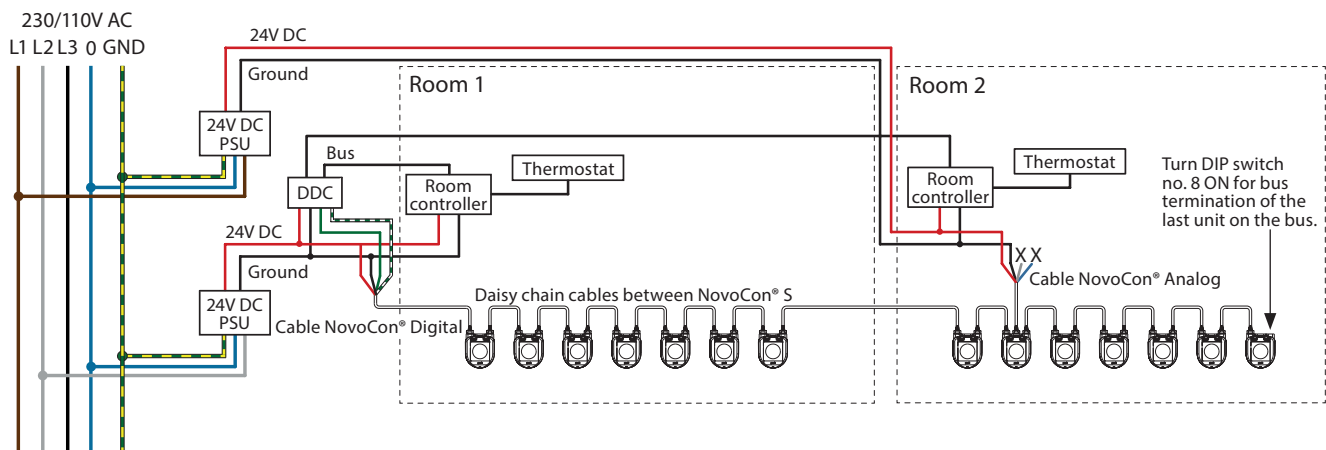 230/110V AC
L1 L2 L3 0 GND
24V DC
Ground
24V DC
PSU
Room 1
Room 2
Bus
Thermostat
DDC
Room
controller
Thermostat
Room
controller
Turn DIP switch
no. 8 ON for bus
termination of the
last unit on the bus.
24V DC
Ground
X X
Cable NovoCon® Analog
24V DC
PSU
Cable NovoCon® Digital
Daisy chain cables between NovoCon® S